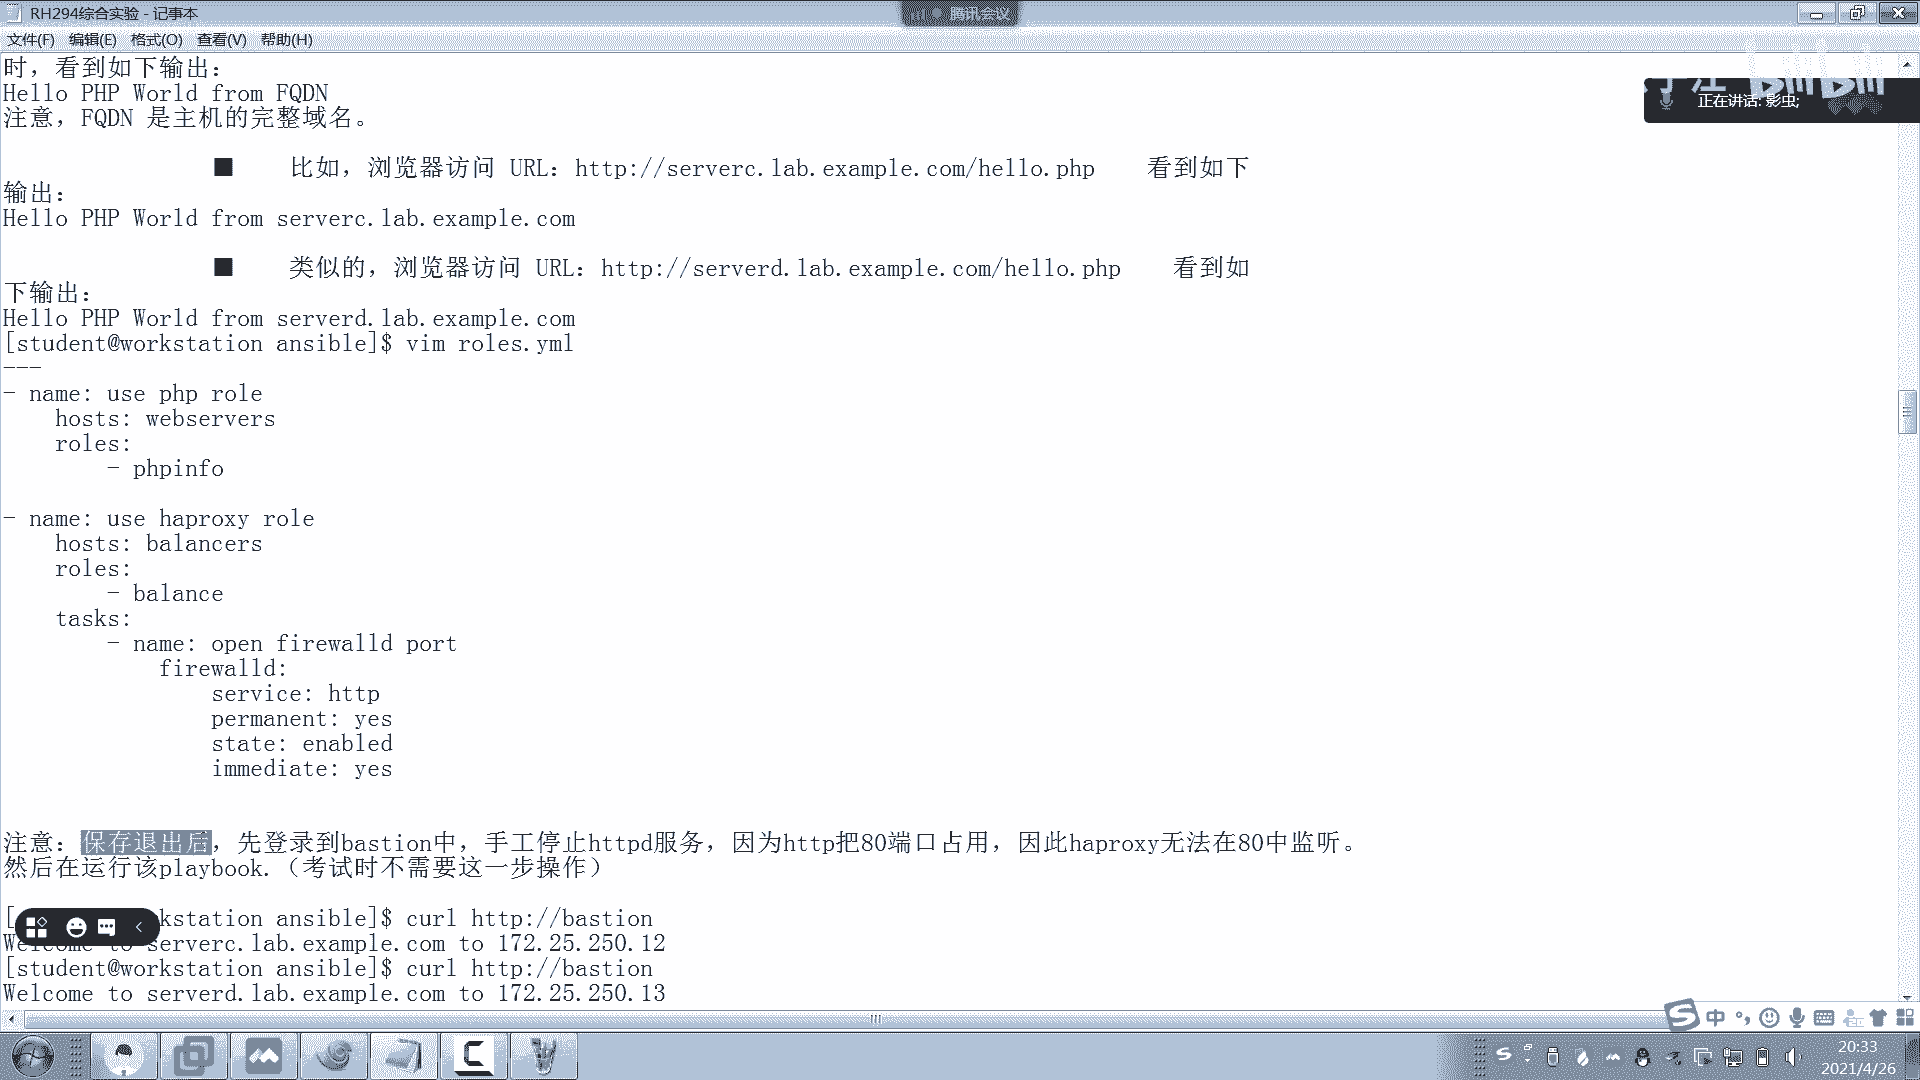 RH294综合实验 - 记事本
腾讯会议
文件(F) 编辑(E) 格式(O) 查看(V) 帮助(H)
正在讲话: 影虫;
时，看到如下输出：
Hello PHP World from FQDN
注意，FQDN 是主机的完整域名。
■ 比如，浏览器访问 URL：http://serverc.lab.example.com/hello.php 看到如下
输出：
Hello PHP World from serverc.lab.example.com
■ 类似的，浏览器访问 URL：http://serverd.lab.example.com/hello.php 看到如
下输出：
Hello PHP World from serverd.lab.example.com
[student@workstation ansible]$ vim roles.yml
---
- name: use php role
hosts: webservers
roles:
- phpinfo
- name: use haproxy role
hosts: balancers
roles:
- balance
tasks:
- name: open firewalld port
firewalld:
service: http
permanent: yes
state: enabled
immediate: yes
注意：保存退出后，先登录到bastion中，手工停止httpd服务，因为http把80端口占用，因此haproxy无法在80中监听。
然后在运行该playbook.（考试时不需要这一步操作）
[ kstation ansible]$ curl http://bastion
serverc.lab.example.com to 172.25.250.12
[student@workstation ansible]$ curl http://bastion
Welcome to serverd.lab.example.com to 172.25.250.13
中
20:33
2021/4/26